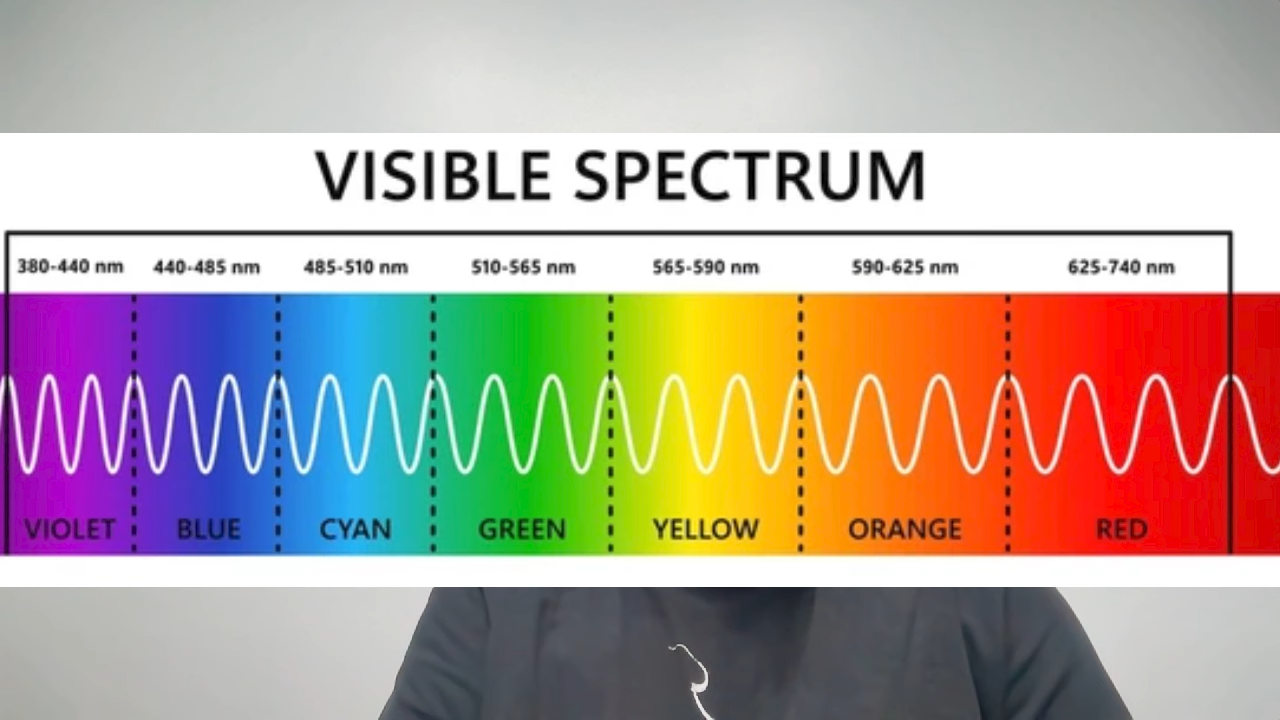 VISIBLE SPECTRUM
380-440 nm 440-485 nm 485-510 nm 510-565 nm 565-590 nm 590-625 nm 625-740 nm
VIOLET BLUE CYAN GREEN YELLOW ORANGE RED